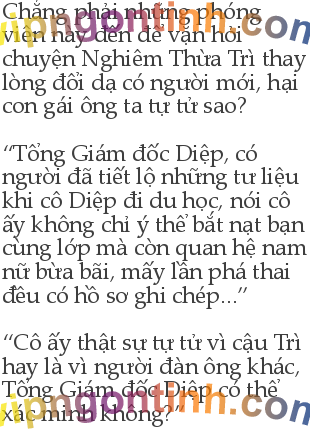 Chẳng phải những phóng
viên này đến để vặn hỏi
chuyện Nghiêm Thừa Trì thay
lòng đổi dạ có người mới, hại
con gái ông ta tự tử sao?
“Tổng Giám đốc Diệp, có
người đã tiết lộ những tư liệu
khi cô Diệp đi du học, nói cô
ấy không chỉ ỷ thế bắt nạt bạn
cùng lớp mà còn quan hệ nam
nữ bừa bãi, mấy lần phá thai
đều có hồ sơ ghi chép...”
“Cô ấy thật sự tự tử vì cậu Trì
hay là vì người đàn ông khác,
Tổng Giám đốc Diệp có thể
xác minh không?”
vipngontinh.com
vipngontinh.com